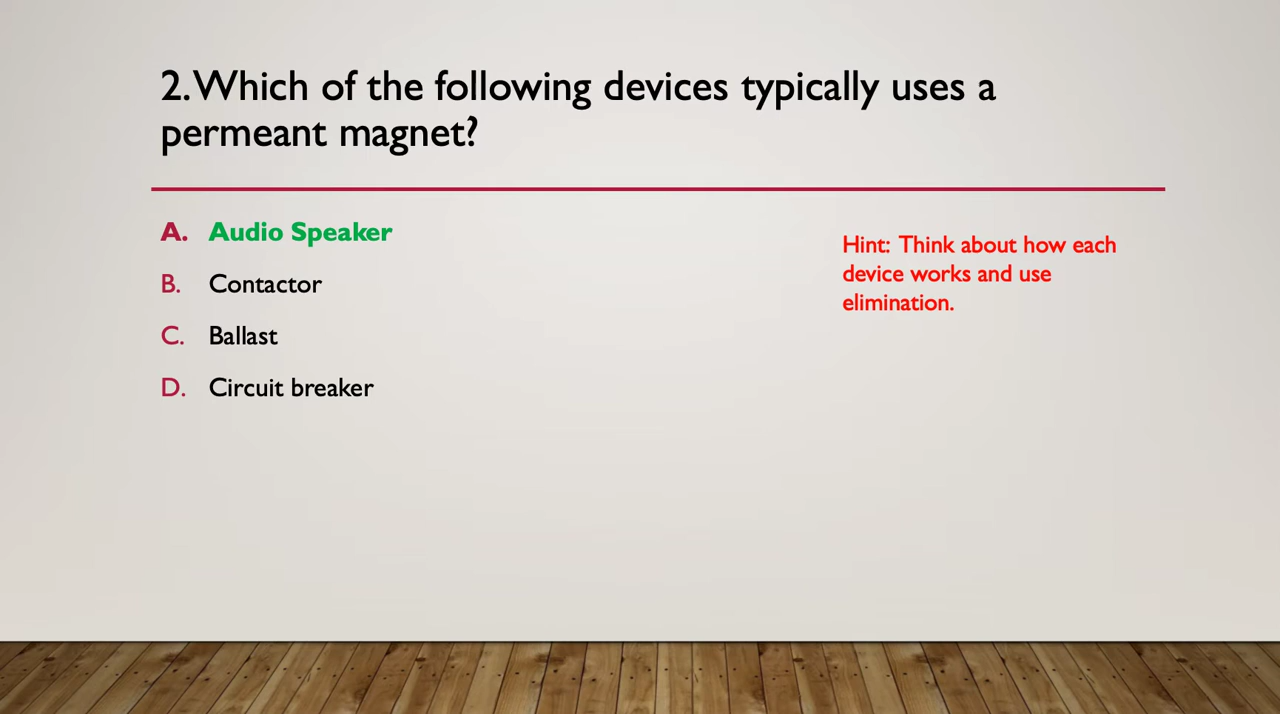 2. Which of the following devices typically uses a
permeant magnet?
A. Audio Speaker
B. Contactor
C. Ballast
D. Circuit breaker
Hint: Think about how each
device works and use
elimination.